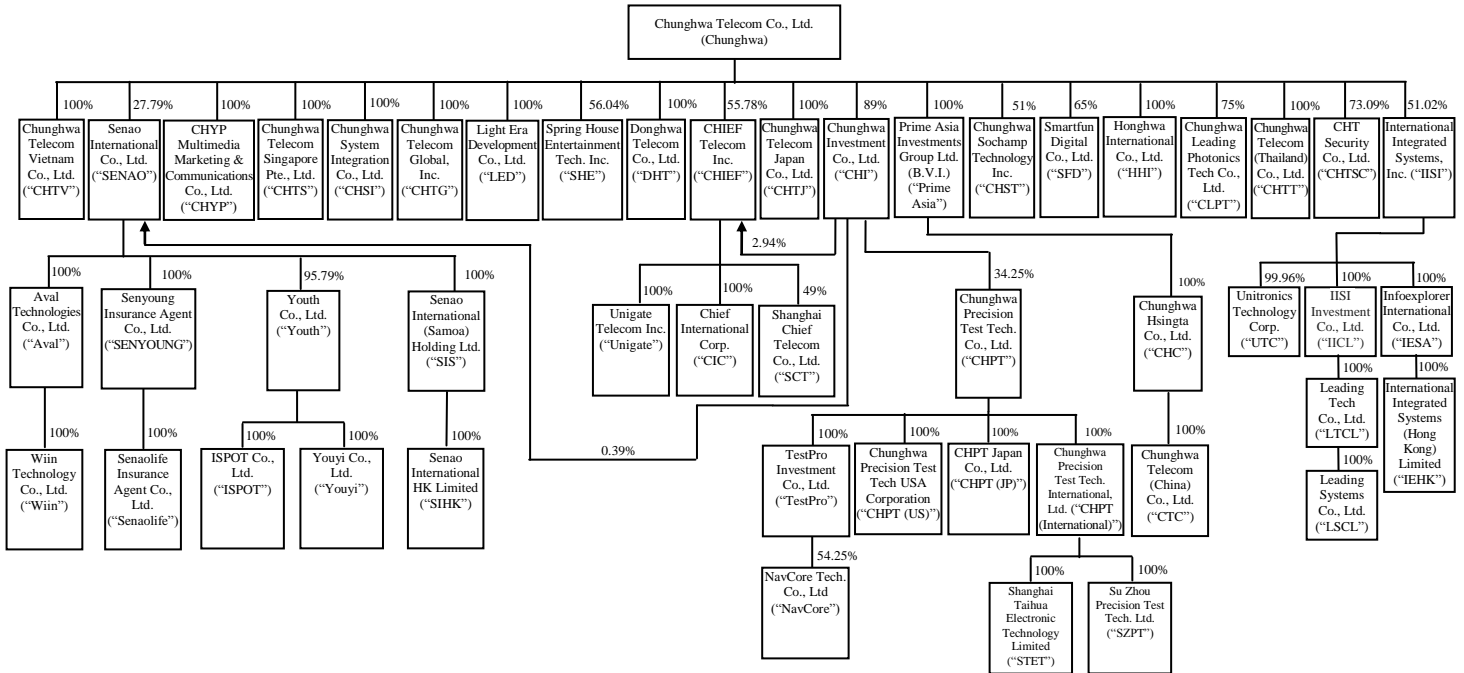 Chunghwa Telecom Co., Ltd.
(Chunghwa)
100%
27.79%
100%
100%
100%
100%
100%
56.04%
100%
55.78%
100%
89%
100%
51%
65%
100%
75%
100%
73.09%
51.02%
Chunghwa
Telecom
Vietnam
Co., Ltd.
(“CHTV”)
Senao
International
Co., Ltd.
(“SENAO”)
CHYP
Multimedia
Marketing &
Communications
Co., Ltd.
(“CHYP”)
Chunghwa
Telecom
Singapore
Pte., Ltd.
(“CHTS”)
Chunghwa
System
Integration
Co., Ltd.
(“CHSI”)
Chunghwa
Telecom
Global,
Inc.
(“CHTG”)
Light Era
Development
Co., Ltd.
(“LED”)
Spring House
Entertainment
Tech. Inc.
(“SHE”)
Donghwa
Telecom
Co., Ltd.
(“DHT”)
CHIEF
Telecom
Inc.
(“CHIEF”)
Chunghwa
Telecom
Japan
Co., Ltd.
(“CHTJ”)
Chunghwa
Investment
Co., Ltd.
(“CHI”)
Prime Asia
Investments
Group Ltd.
(B.V.I.)
(“Prime
Asia”)
Chunghwa
Sochamp
Technology
Inc.
(“CHST”)
Smartfun
Digital
Co., Ltd.
(“SFD”)
Honghwa
International
Co., Ltd.
(“HHI”)
Chunghwa
Leading
Photonics
Tech Co.,
Ltd.
(“CLPT”)
Chunghwa
Telecom
(Thailand)
Co., Ltd.
(“CHTT”)
CHT
Security
Co., Ltd.
(“CHTSC”)
International
Integrated
Systems,
Inc. (“IISI”)
2.94%
0.39%
100%
Aval
Technologies
Co., Ltd.
(“Aval”)
100%
Senyoung
Insurance Agent
Co., Ltd.
(“SENYOUNG”)
95.79%
Youth
Co., Ltd.
(“Youth”)
100%
Senao
International
(Samoa)
Holding Ltd.
(“SIS”)
100%
Unigate
Telecom Inc.
(“Unigate”)
100%
Chief
International
Corp.
(“CIC”)
49%
Shanghai
Chief
Telecom
Co., Ltd.
(“SCT”)
34.25%
Chunghwa
Precision
Test Tech.
Co., Ltd.
(“CHPT”)
100%
Chunghwa
Hsingta
Co., Ltd.
(“CHC”)
99.96%
Unitronics
Technology
Corp.
(“UTC”)
100%
IISI
Investment
Co., Ltd.
(“IICL”)
100%
Infoexplorer
International
Co., Ltd.
(“IESA”)
100%
Wiin
Technology
Co., Ltd.
(“Wiin”)
100%
Senaolife
Insurance
Agent Co.,
Ltd.
(“Senaolife”)
100%
ISPOT Co.,
Ltd.
(“ISPOT”)
100%
Youyi Co.,
Ltd.
(“Youyi”)
100%
Senao
International
HK Limited
(“SIHK”)
100%
TestPro
Investment
Co., Ltd.
(“TestPro”)
100%
Chunghwa
Precision Test
Tech USA
Corporation
(“CHPT (US)”)
100%
CHPT Japan
Co., Ltd.
(“CHPT (JP)”)
100%
Chunghwa
Precision
Test Tech.
International,
Ltd. (“CHPT
(International)”)
100%
Chunghwa
Telecom
(China)
Co., Ltd.
(“CTC”)
100%
Leading
Tech
Co., Ltd.
(“LTCL”)
100%
Leading
Systems
Co., Ltd.
(“LSCL”)
100%
International
Integrated
Systems
(Hong
Kong)
Limited
(“IEHK”)
54.25%
NavCore Tech.
Co., Ltd
(“NavCore”)
100%
Shanghai
Taihua
Electronic
Technology
Limited
(“STET”)
100%
Su Zhou
Precision Test
Tech. Ltd.
(“SZPT”)